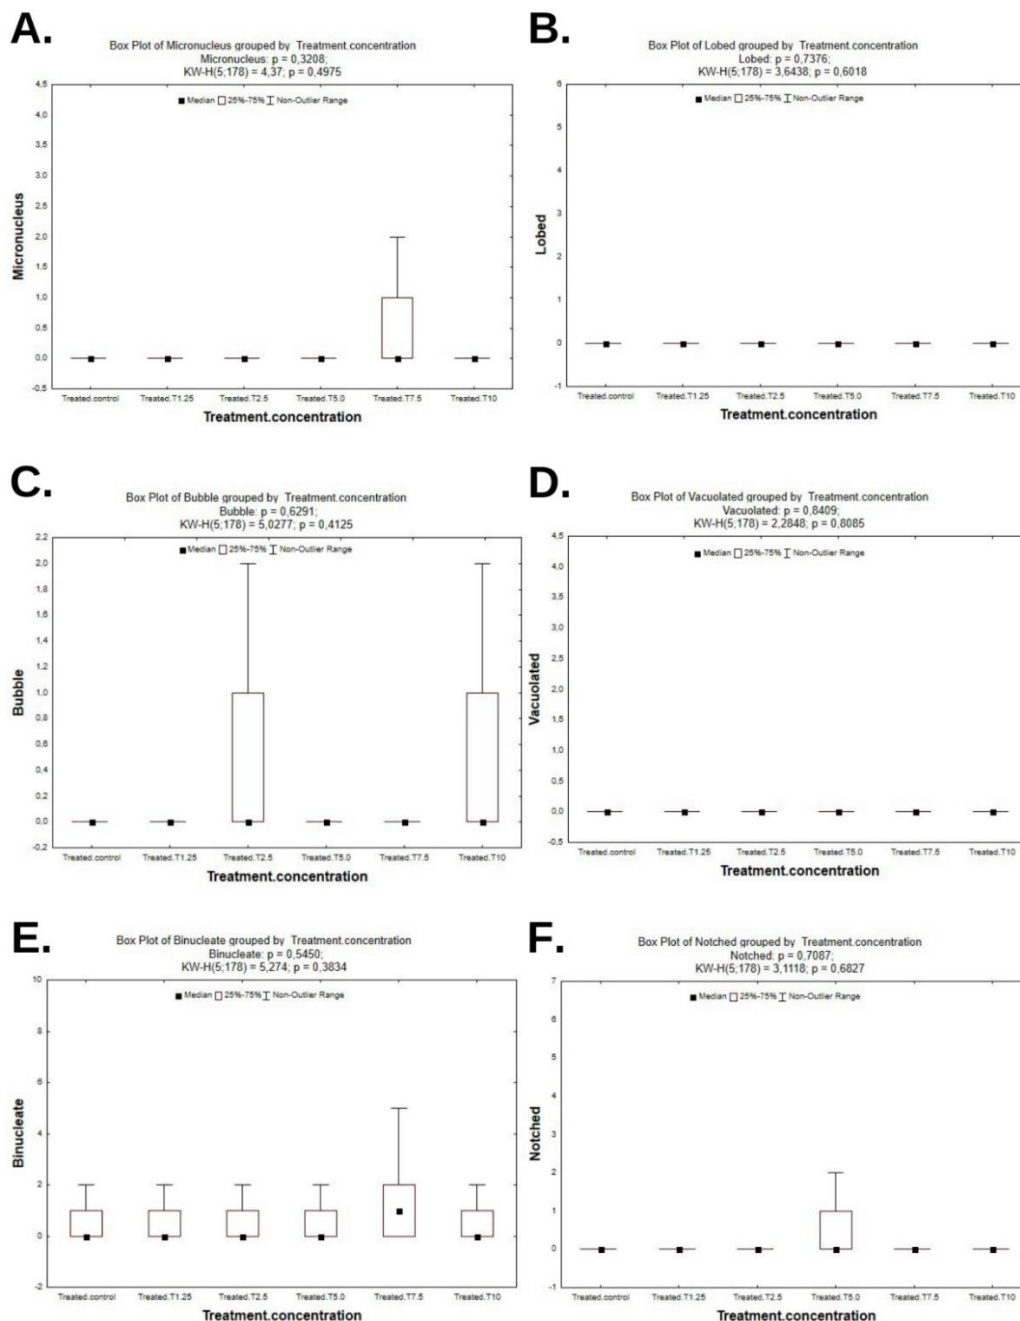 A.
Box Plot of Micronucleus grouped by Treatment.concentration
Micronucleus: p = 0,3208;
KW-H(5;178) = 4,37; p = 0,4975
Median 25%-75% Non-Outlier Range
4,5
4,0
3,5
3,0
2,5
2,0
1,5
1,0
0,5
0,0
-0,5
Micronucleus
Treated.control Treated.T1.25 Treated.T2.5 Treated.T5.0 Treated.T7.5 Treated.T10
Treatment.concentration
B.
Box Plot of Lobed grouped by Treatment.concentration
Lobed: p = 0,7376;
KW-H(5;178) = 3,6438; p = 0,6018
Median 25%-75% Non-Outlier Range
6
5
4
3
2
1
0
-1
Lobed
Treated.control Treated.T1.25 Treated.T2.5 Treated.T5.0 Treated.T7.5 Treated.T10
Treatment.concentration
C.
Box Plot of Bubble grouped by Treatment.concentration
Bubble: p = 0,6291;
KW-H(5;178) = 5,0277; p = 0,4125
Median 25%-75% Non-Outlier Range
2,2
2,0
1,8
1,6
1,4
1,2
1,0
0,8
0,6
0,4
0,2
0,0
-0,2
Bubble
Treated.control Treated.T1.25 Treated.T2.5 Treated.T5.0 Treated.T7.5 Treated.T10
Treatment.concentration
D.
Box Plot of Vacuolated grouped by Treatment.concentration
Vacuolated: p = 0,8409;
KW-H(5;178) = 2,2848; p = 0,8085
Median 25%-75% Non-Outlier Range
4,5
4,0
3,5
3,0
2,5
2,0
1,5
1,0
0,5
0,0
-0,5
Vacuolated
Treated.control Treated.T1.25 Treated.T2.5 Treated.T5.0 Treated.T7.5 Treated.T10
Treatment.concentration
E.
Box Plot of Binucleate grouped by Treatment.concentration
Binucleate: p = 0,5450;
KW-H(5;178) = 5,274; p = 0,3834
Median 25%-75% Non-Outlier Range
10
8
6
4
2
0
-2
Binucleate
Treated.control Treated.T1.25 Treated.T2.5 Treated.T5.0 Treated.T7.5 Treated.T10
Treatment.concentration
F.
Box Plot of Notched grouped by Treatment.concentration
Notched: p = 0,7087;
KW-H(5;178) = 3,1118; p = 0,6827
Median 25%-75% Non-Outlier Range
7
6
5
4
3
2
1
0
-1
Notched
Treated.control Treated.T1.25 Treated.T2.5 Treated.T5.0 Treated.T7.5 Treated.T10
Treatment.concentration